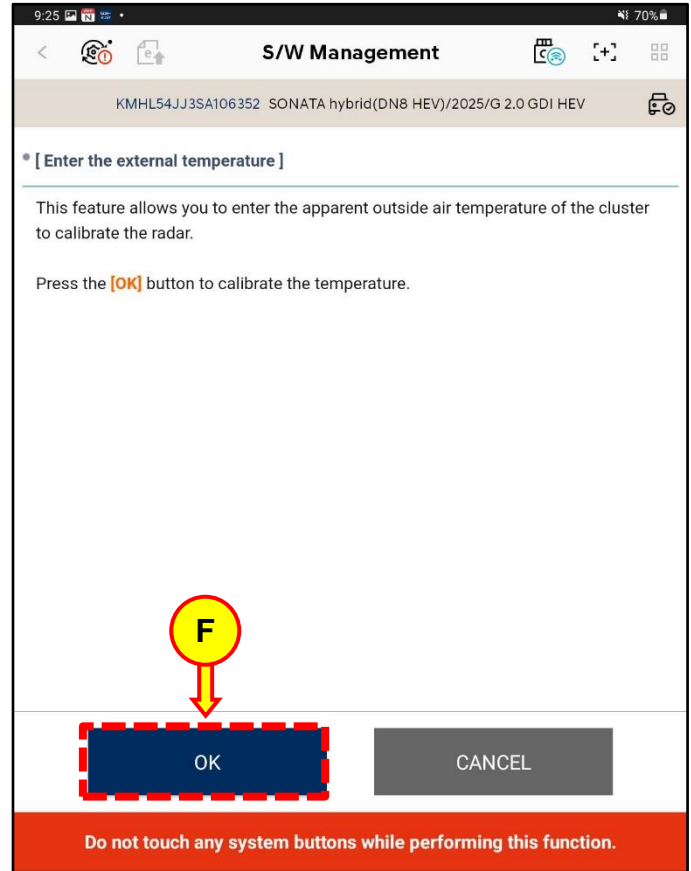 9:25
70%
S/W Management
KMHL54JJ3SA106352 SONATA hybrid(DN8 HEV)/2025/G 2.0 GDI HEV
[ Enter the external temperature ]
This feature allows you to enter the apparent outside air temperature of the cluster
to calibrate the radar.
Press the [OK] button to calibrate the temperature.
F
OK
CANCEL
Do not touch any system buttons while performing this function.